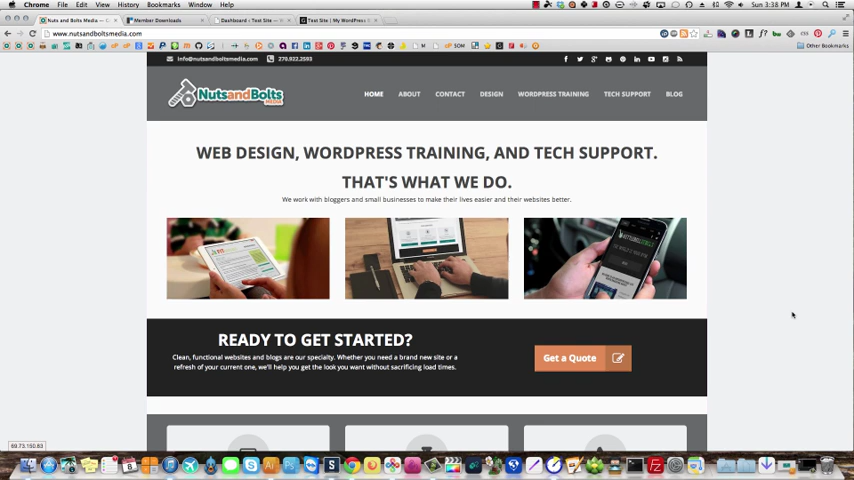 Chrome File Edit View History Bookmarks Window Help
Sun 3:38 PM
Nuts and Bolts Media
Member Downloads
Dashboard ‹ Test Site —
Test Site | My WordPress
www.nutsandboltsmedia.com
Other Bookmarks
info@nutsandboltsmedia.com 270.922.2593
NutsandBolts
MEDIA
HOME ABOUT CONTACT DESIGN WORDPRESS TRAINING TECH SUPPORT BLOG
WEB DESIGN, WORDPRESS TRAINING, AND TECH SUPPORT.
THAT'S WHAT WE DO.
We work with bloggers and small businesses to make their lives easier and their websites better.
READY TO GET STARTED?
Clean, functional websites and blogs are our specialty. Whether you need a brand new site or a
refresh of your current one, we'll help you get the look you want without sacrificing load times.
Get a Quote
69.73.150.83